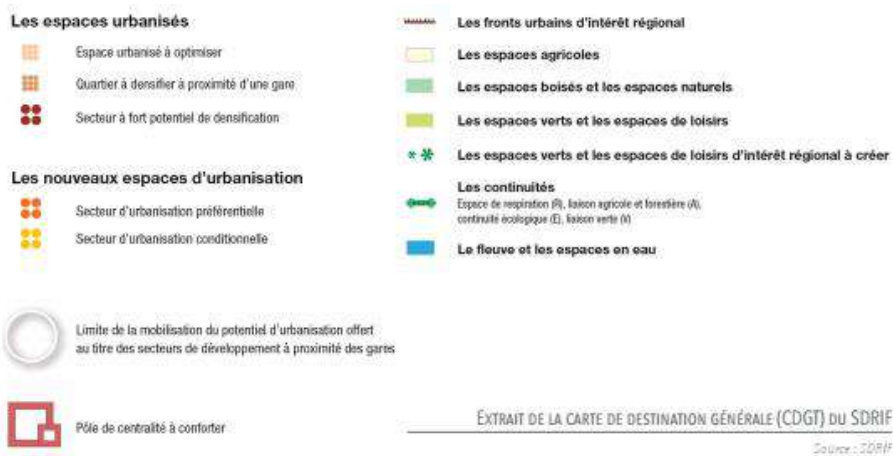 Les espaces urbanisés
Espace urbanisé à optimiser
Quartier à densifier à proximité d'une gare
Secteur à fort potentiel de densification
Les nouveaux espaces d'urbanisation
Secteur d'urbanisation préférentielle
Secteur d'urbanisation conditionnelle
Limite de la mobilisation du potentiel d'urbanisation offert
au titre des secteurs de développement à proximité des gares
Pôle de centralité à conforter
Les fronts urbains d'intérêt régional
Les espaces agricoles
Les espaces boisés et les espaces naturels
Les espaces verts et les espaces de loisirs
Les espaces verts et les espaces de loisirs d'intérêt régional à créer
Les continuités
Espace de respiration (R), liaison agricole et forestière (A),
continuité écologique (E), liaison verte (V)
Le fleuve et les espaces en eau
EXTRAIT DE LA CARTE DE DESTINATION GÉNÉRALE (CDGT) DU SDRIF
Source : SDRIF